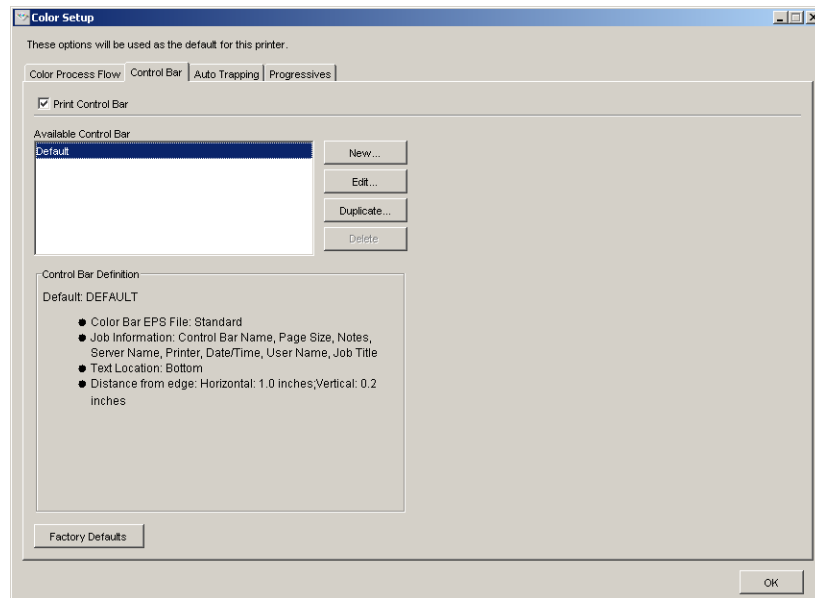 Color Setup
These options will be used as the default for this printer.
Color Process Flow Control Bar Auto Trapping Progressives
Print Control Bar
Available Control Bar
Default
New...
Edit...
Duplicate...
Delete
Control Bar Definition
Default: DEFAULT
Color Bar EPS File: Standard
Job Information: Control Bar Name, Page Size, Notes,
Server Name, Printer, Date/Time, User Name, Job Title
Text Location: Bottom
Distance from edge: Horizontal: 1.0 inches;Vertical: 0.2
inches
Factory Defaults
OK